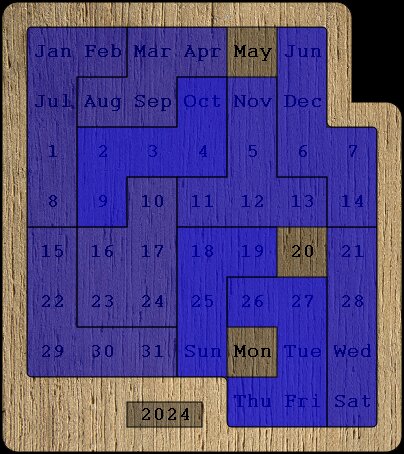 Jan Feb Mar Apr May Jun
Jul Aug Sep Oct Nov Dec
1 2 3 4 5 6 7
8 9 10 11 12 13 14
15 16 17 18 19 20 21
22 23 24 25 26 27 28
29 30 31 Sun Mon Tue Wed
Thu Fri Sat
2024